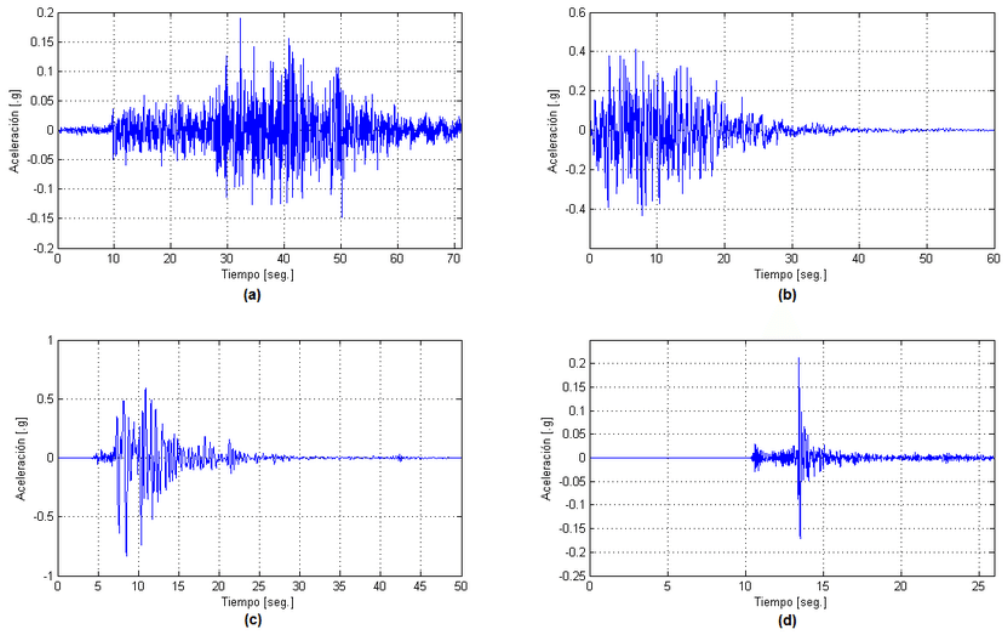 0.2
0.15
0.1
0.05
0
-0.05
-0.1
0.15
-0.2
Aceleración [.g]
0 10 20 30 40 50 60 70
Tiempo [seg.]
(a)
0.6
0.4
0.2
0
-0.2
-0.4
Aceleración [.g]
0 10 20 30 40 50 60
Tiempo [seg.]
(b)
1
0.5
0
-0.5
-1
Aceleración [.g]
0 5 10 15 20 25 30 35 40 45 50
Tiempo [seg.]
(c)
0.2
0.15
0.1
0.05
0
-0.05
-0.1
-0.15
-0.2
-0.25
Aceleración [.g]
0 10 15 20 25
Tiempo [seg.]
(d)